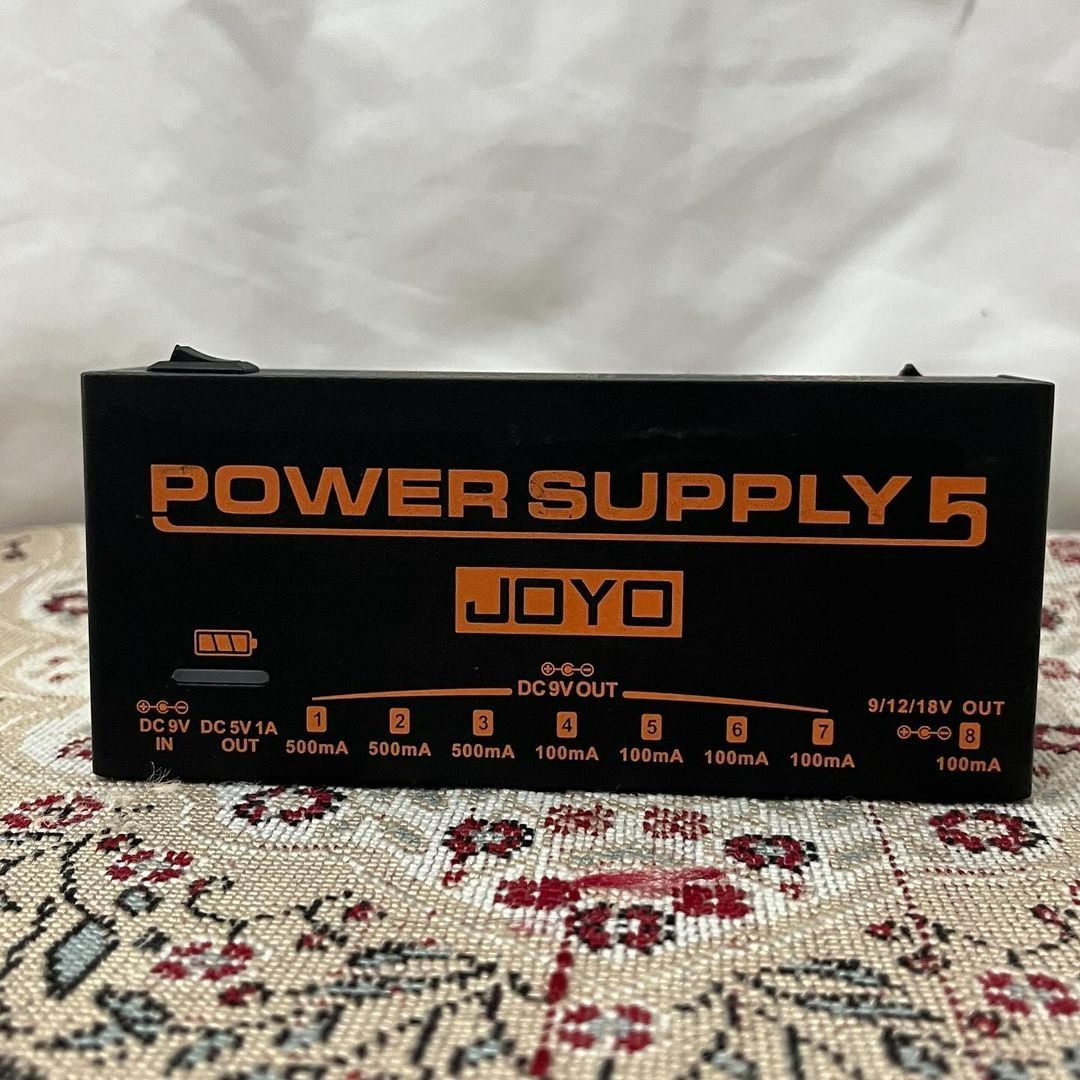 POWER SUPPLY 5
JOYO
DC 9V OUT
DC 9V IN
DC 5V 1A OUT
1 500mA
2 500mA
3 500mA
4 100mA
5 100mA
6 100mA
7 100mA
9/12/18V OUT
8 100mA